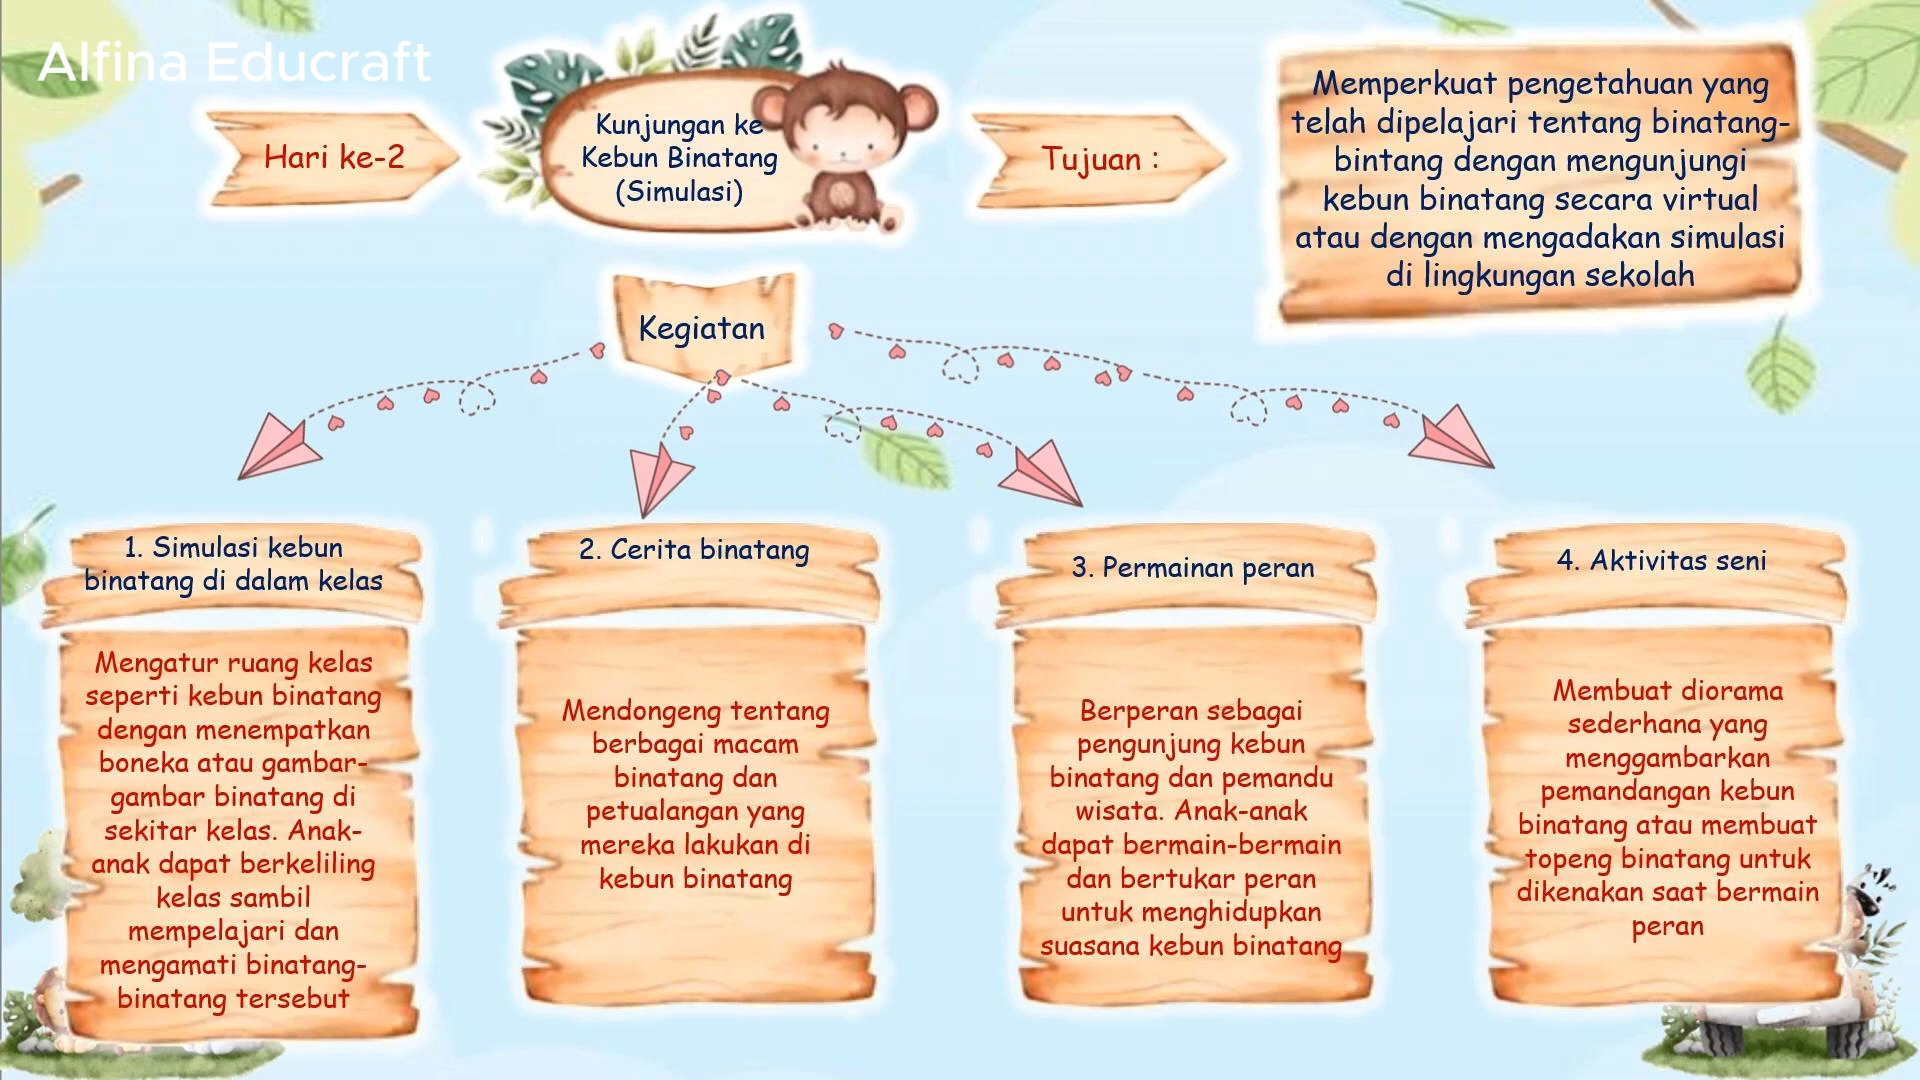 Alfina Educraft
Hari ke-2
Kunjungan ke
Kebun Binatang
(Simulasi)
Tujuan :
Memperkuat pengetahuan yang
telah dipelajari tentang binatang-
bintang dengan mengunjungi
kebun binatang secara virtual
atau dengan mengadakan simulasi
di lingkungan sekolah
Kegiatan
1. Simulasi kebun
binatang di dalam kelas
Mengatur ruang kelas
seperti kebun binatang
dengan menempatkan
boneka atau gambar-
gambar binatang di
sekitar kelas. Anak-
anak dapat berkeliling
kelas sambil
mempelajari dan
mengamati binatang-
binatang tersebut
2. Cerita binatang
Mendongeng tentang
berbagai macam
binatang dan
petualangan yang
mereka lakukan di
kebun binatang
3. Permainan peran
Berperan sebagai
pengunjung kebun
binatang dan pemandu
wisata. Anak-anak
dapat bermain-bermain
dan bertukar peran
untuk menghidupkan
suasana kebun binatang
4. Aktivitas seni
Membuat diorama
sederhana yang
menggambarkan
pemandangan kebun
binatang atau membuat
topeng binatang untuk
dikenakan saat bermain
peran